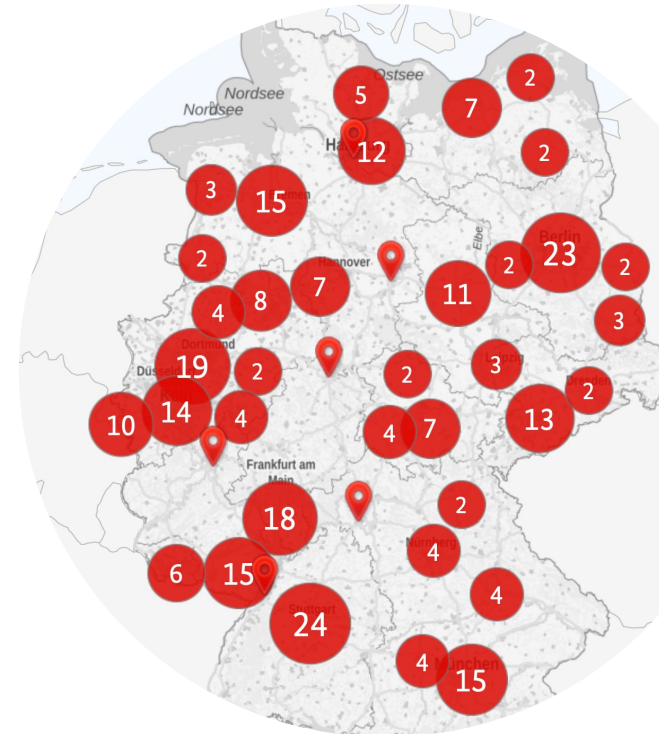 2
Ostsee
5
Nordsee
7
Nordsee
12
2
3
15
Elbe
Berlin
23
2
Hannover
2
2
7
11
8
4
3
Dortmund
19
3
Leipzig
2
2
Dresden
2
14
4
13
10
4
7
Frankfurt am
Main
2
18
Nürnberg
4
15
6
4
Stuttgart
24
4
München
15